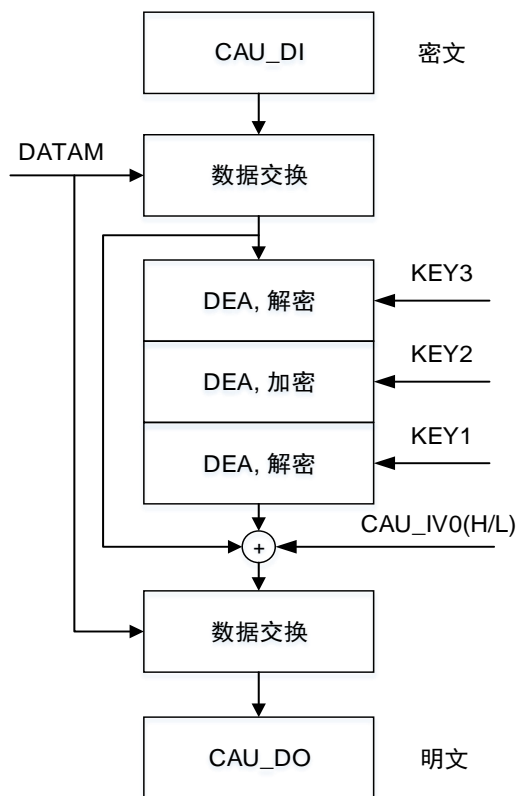 CAU_DI
密文
DATAM
数据交换
KEY3
DEA, 解密
KEY2
DEA, 加密
KEY1
DEA, 解密
CAU_IV0(H/L)
+
数据交换
CAU_DO
明文